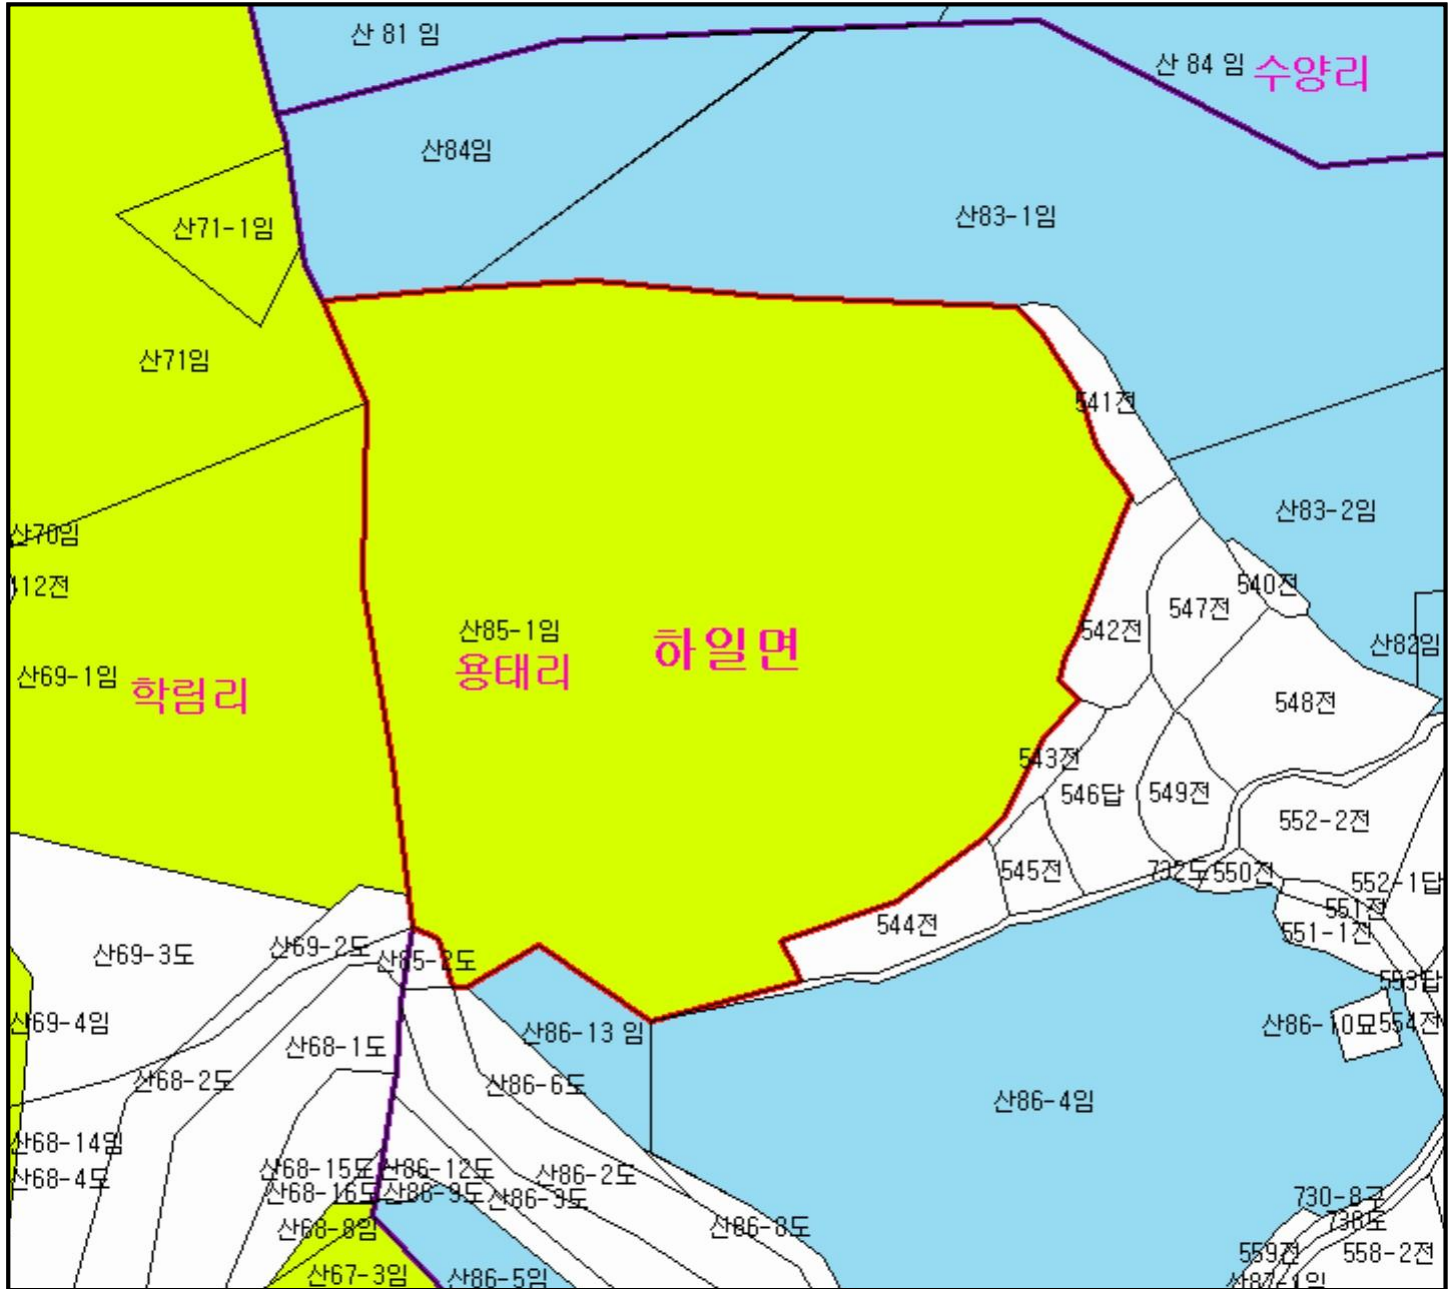 산 81 임
산 84 임
수양리
산84임
산83-1임
산71-1임
산71임
541전
산83-2임
산70임
112전
540전
547전
542전
산85-1임
하일면
산82임
용태리
산69-1임
학림리
548전
543전
546답
549전
552-2전
545전
732도
550전
552-1답
551전
544전
551-1전
산69-2도
산69-3도
산85-2도
553답
산69-4임
산86-13 임
산86-10묘
554전
산68-1도
산68-2도
산86-6도
산86-4임
산68-14임
산68-4도
산68-15도
산86-12도
산86-2도
산68-16도
산86-9도
산86-3도
730-8구
738도
산68-8임
산86-8도
559전
558-2전
산67-3임
산86-5임
산87-1임